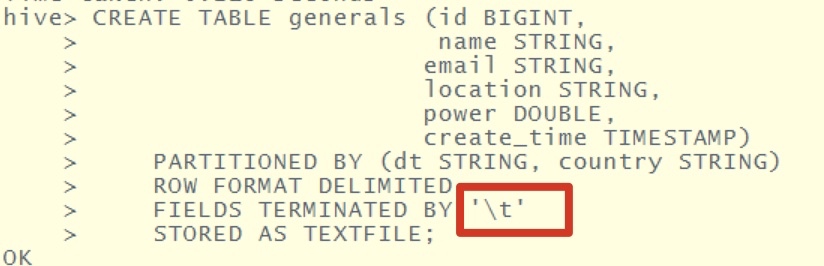 hive> CREATE TABLE generals (id BIGINT,
    >                        name STRING,
    >                       email STRING,
    >                       location STRING,
    >                       power DOUBLE,
    >                       create_time TIMESTAMP)
    >     PARTITIONED BY (dt STRING, country STRING)
    >     ROW FORMAT DELIMITED
    >     FIELDS TERMINATED BY '\t'
    >     STORED AS TEXTFILE;
OK